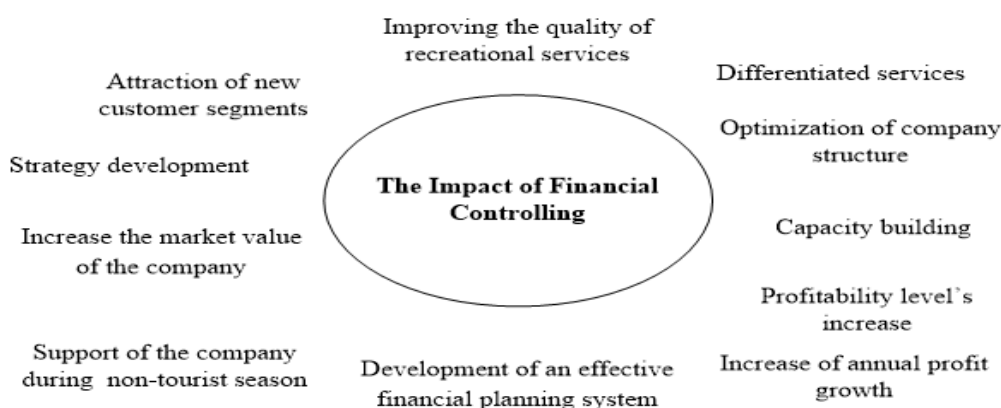 Improving the quality of
recreational services
Attraction of new
customer segments
Differentiated services
Optimization of company
structure
Strategy development
The Impact of Financial
Controlling
Increase the market value
of the company
Capacity building
Profitability level`s
increase
Support of the company
during non-tourist season
Development of an effective
financial planning system
Increase of annual profit
growth